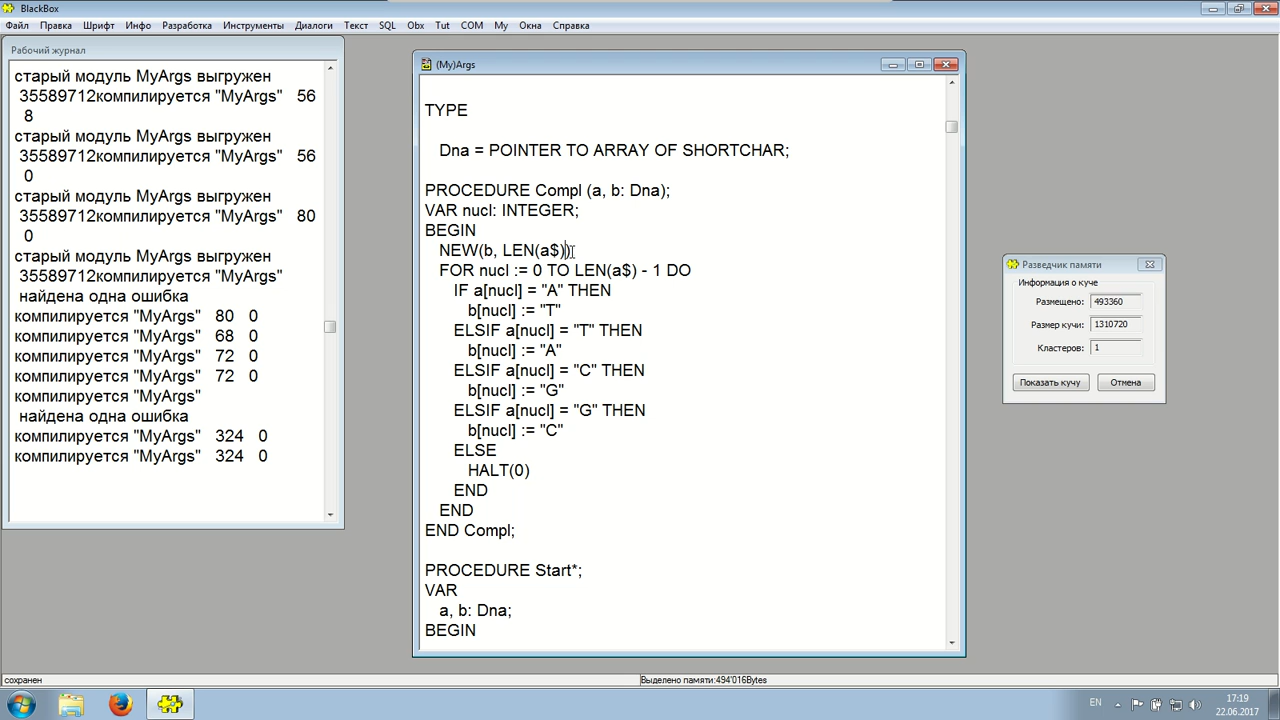 BlackBox
Файл Правка Шрифт Инфо Разработка Инструменты Диалоги Текст SQL Obx Tut COM My Окна Справка
Рабочий журнал
старый модуль MyArgs выгружен
35589712компилируется "MyArgs" 56
8
старый модуль MyArgs выгружен
35589712компилируется "MyArgs" 56
0
старый модуль MyArgs выгружен
35589712компилируется "MyArgs" 80
0
старый модуль MyArgs выгружен
35589712компилируется "MyArgs"
найдена одна ошибка
компилируется "MyArgs" 80 0
компилируется "MyArgs" 68 0
компилируется "MyArgs" 72 0
компилируется "MyArgs" 72 0
компилируется "MyArgs"
найдена одна ошибка
компилируется "MyArgs" 324 0
компилируется "MyArgs" 324 0
(My)Args
TYPE
Dna = POINTER TO ARRAY OF SHORTCHAR;
PROCEDURE Compl (a, b: Dna);
VAR nucl: INTEGER;
BEGIN
NEW(b, LEN(a$))
FOR nucl := 0 TO LEN(a$) - 1 DO
IF a[nucl] = "A" THEN
b[nucl] := "T"
ELSIF a[nucl] = "T" THEN
b[nucl] := "A"
ELSIF a[nucl] = "C" THEN
b[nucl] := "G"
ELSIF a[nucl] = "G" THEN
b[nucl] := "C"
ELSE
HALT(0)
END
END
END Compl;
PROCEDURE Start*;
VAR
a, b: Dna;
BEGIN
Разведчик памяти
Информация о куче
Размещено: 493360
Размер кучи: 1310720
Кластеров: 1
Показать кучу Отмена
сохранен Выделено памяти:494'016Bytes
EN 17:19
22.06.2017